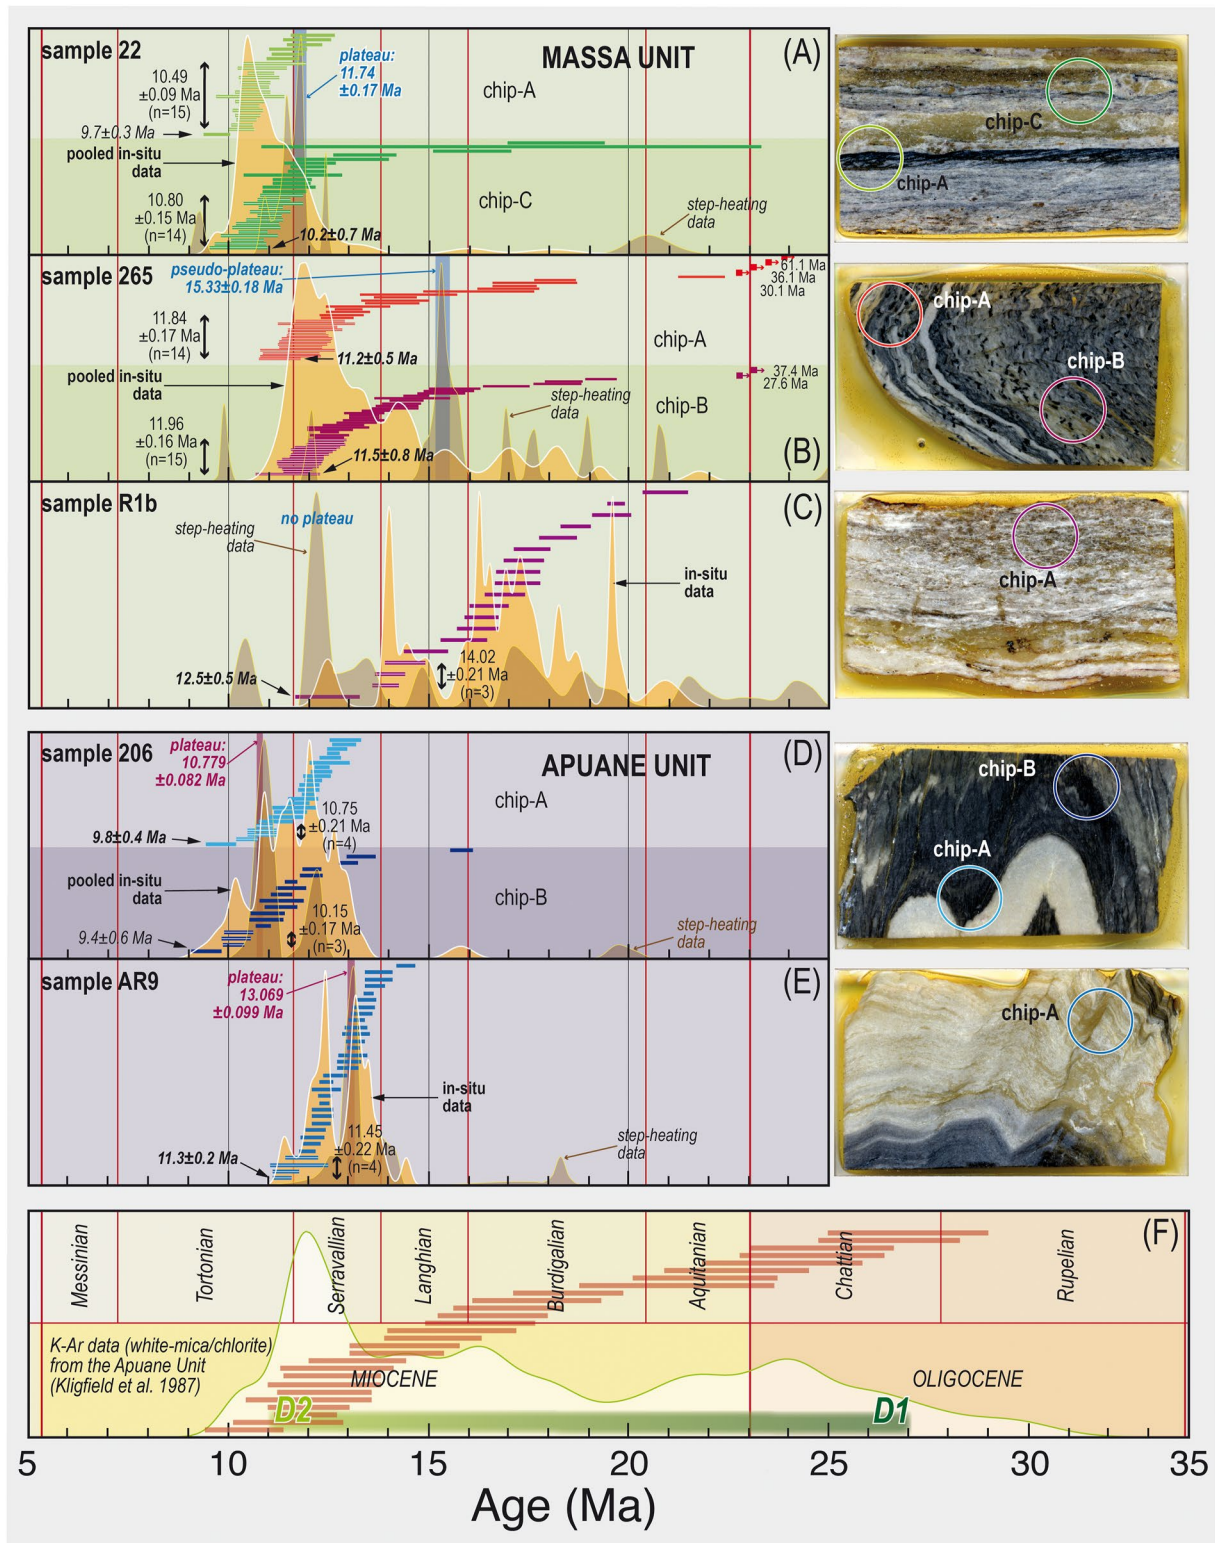 sample 22
MASSA UNIT
(A)
plateau:
11.74
±0.17 Ma
10.49
±0.09 Ma
(n=15)
chip-A
9.7±0.3 Ma
pooled in-situ
data
10.80
±0.15 Ma
(n=14)
chip-C
step-heating
data
10.2±0.7 Ma
chip-C
chip-A
sample 265
pseudo-plateau:
15.33±0.18 Ma
61.1 Ma
36.1 Ma
30.1 Ma
11.84
±0.17 Ma
(n=14)
chip-A
11.2±0.5 Ma
pooled in-situ
data
37.4 Ma
27.6 Ma
step-heating
data
chip-B
11.96
±0.16 Ma
(n=15)
11.5±0.8 Ma
(B)
chip-A
chip-B
sample R1b
(C)
no plateau
step-heating
data
in-situ
data
14.02
±0.21 Ma
(n=3)
12.5±0.5 Ma
chip-A
sample 206
APUANE UNIT
(D)
plateau:
10.779
±0.082 Ma
chip-A
10.75
±0.21 Ma
(n=4)
9.8±0.4 Ma
pooled in-situ
data
chip-B
10.15
±0.17 Ma
(n=3)
9.4±0.6 Ma
step-heating
data
chip-B
chip-A
sample AR9
(E)
plateau:
13.069
±0.099 Ma
in-situ
data
11.45
±0.22 Ma
(n=4)
11.3±0.2 Ma
step-heating
data
chip-A
(F)
Messinian
Tortonian
Serravallian
Langhian
Burdigalian
Aquitanian
Chattian
Rupelian
K-Ar data (white-mica/chlorite)
from the Apuane Unit
(Kligfield et al. 1987)
MIOCENE
OLIGOCENE
D2
D1
5 10 15 20 25 30 35
Age (Ma)